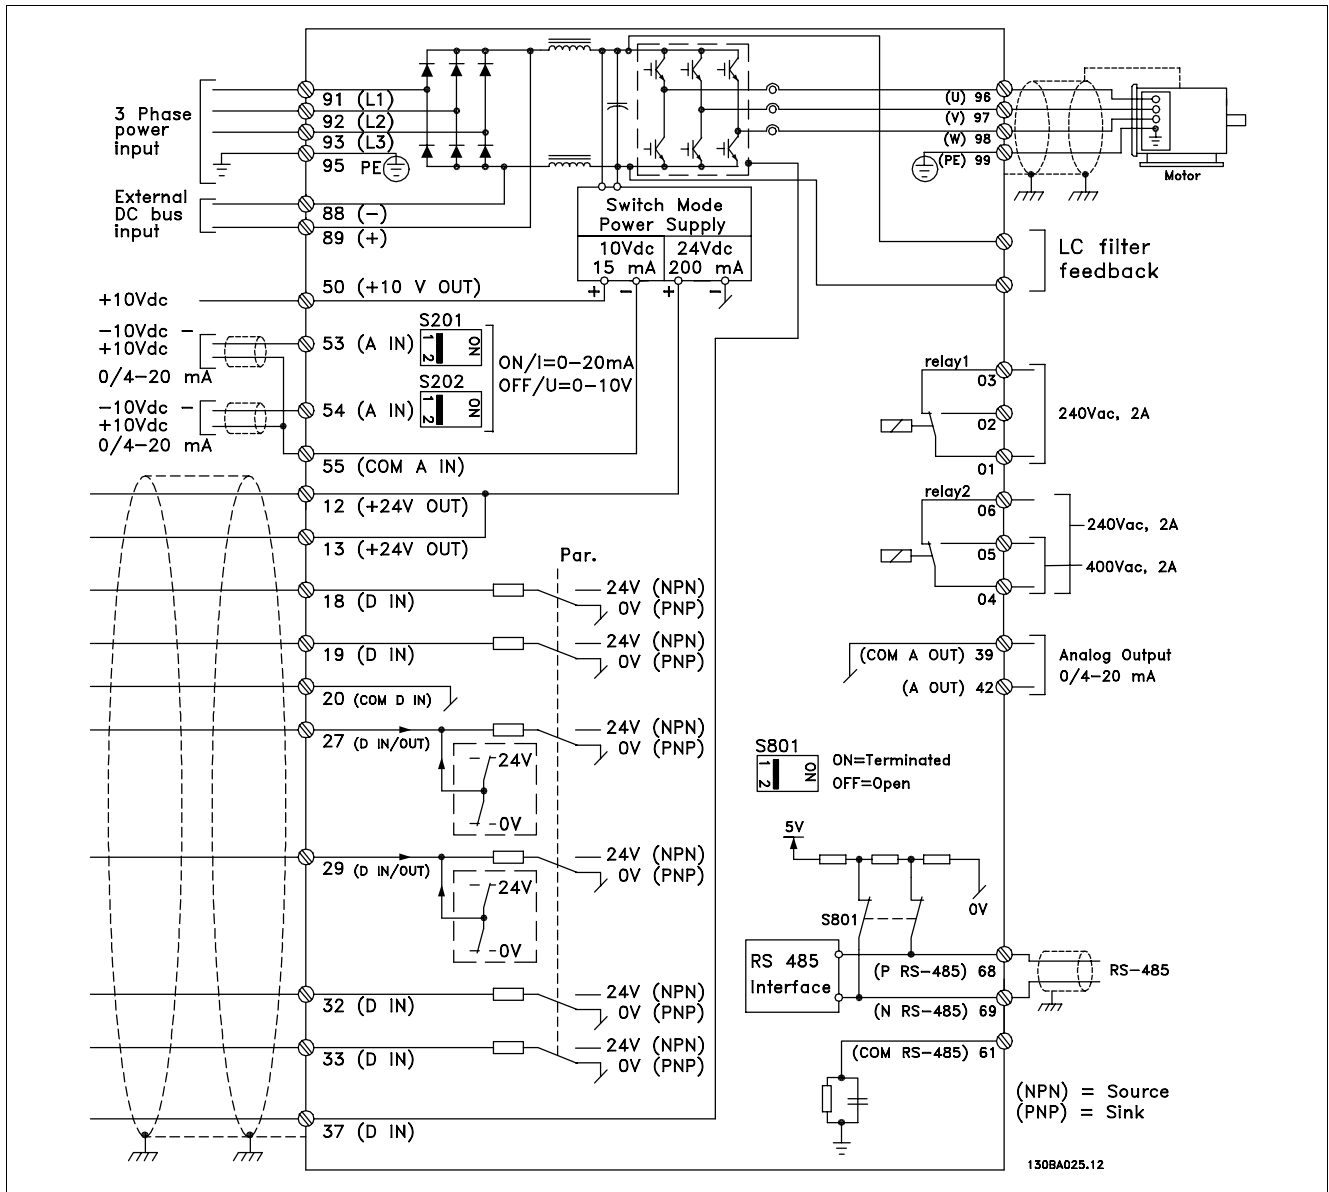 3 Phase
power
input
91 (L1)
92 (L2)
93 (L3)
95 PE
External
DC bus
input
88 (−)
89 (+)
Switch Mode
Power Supply
10Vdc
15 mA
24Vdc
200 mA
+ − + −
(U) 96
(V) 97
(W) 98
(PE) 99
Motor
LC filter
feedback
+10Vdc
50 (+10 V OUT)
−10Vdc −
+10Vdc
0/4−20 mA
53 (A IN)
S201
1 2 ON
ON/I=0−20mA
OFF/U=0−10V
−10Vdc −
+10Vdc
0/4−20 mA
54 (A IN)
S202
1 2 ON
55 (COM A IN)
12 (+24V OUT)
13 (+24V OUT)
Par.
18 (D IN)
24V (NPN)
0V (PNP)
19 (D IN)
24V (NPN)
0V (PNP)
20 (COM D IN)
27 (D IN/OUT)
24V (NPN)
0V (PNP)
24V
0V
29 (D IN/OUT)
24V (NPN)
0V (PNP)
24V
0V
32 (D IN)
24V (NPN)
0V (PNP)
33 (D IN)
24V (NPN)
0V (PNP)
37 (D IN)
relay1
03
02
01
240Vac, 2A
relay2
06
05
04
240Vac, 2A
400Vac, 2A
(COM A OUT) 39
(A OUT) 42
Analog Output
0/4−20 mA
S801
1 2 ON
ON=Terminated
OFF=Open
5V
0V
S801
RS 485
Interface
(P RS−485) 68
(N RS−485) 69
RS−485
(COM RS−485) 61
(NPN) = Source
(PNP) = Sink
130BA025.12